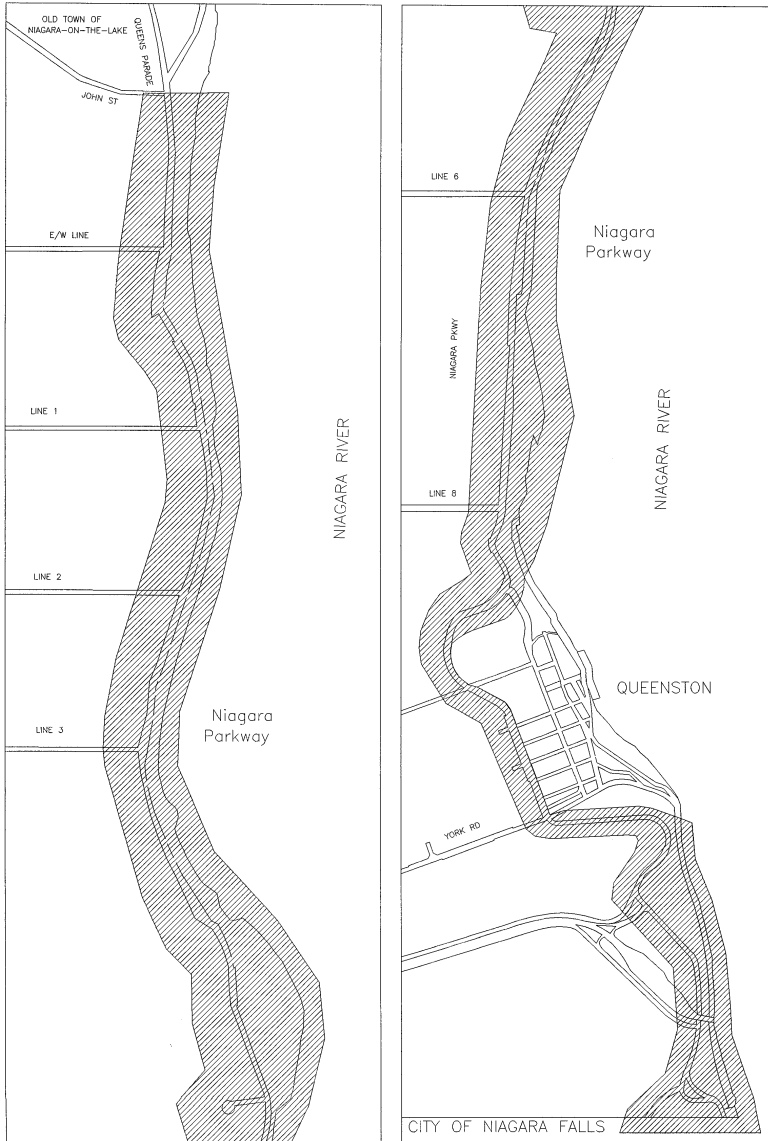 OLD TOWN OF
NIAGARA-ON-THE-LAKE
QUEENS PARADE
JOHN ST
E/W LINE
LINE 1
NIAGARA RIVER
LINE 2
Niagara
Parkway
LINE 3
LINE 6
Niagara
Parkway
NIAGARA PKWY
NIAGARA RIVER
LINE 8
QUEENSTON
YORK RD
CITY OF NIAGARA FALLS